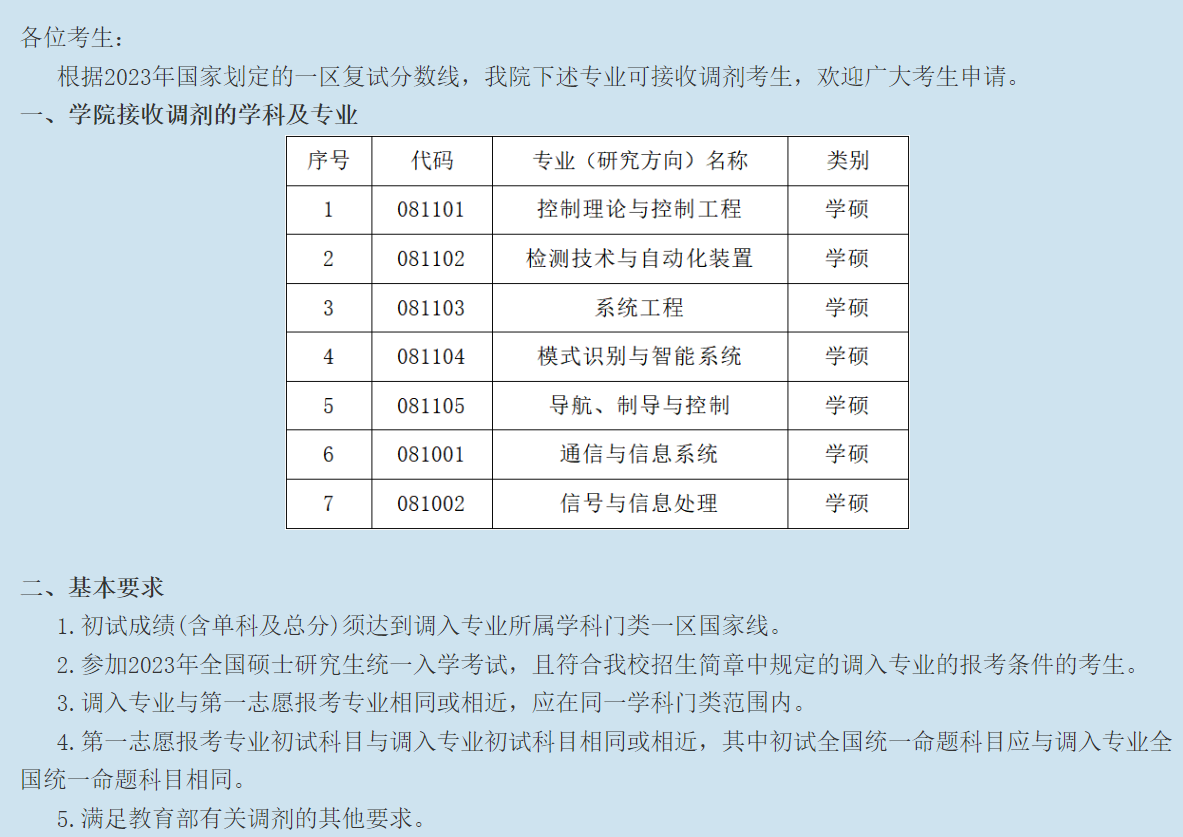 各位考生：
根据2023年国家划定的一区复试分数线，我院下述专业可接收调剂考生，欢迎广大考生申请。
一、学院接收调剂的学科及专业
序号 代码 专业（研究方向）名称 类别
1 081101 控制理论与控制工程 学硕
2 081102 检测技术与自动化装置 学硕
3 081103 系统工程 学硕
4 081104 模式识别与智能系统 学硕
5 081105 导航、制导与控制 学硕
6 081001 通信与信息系统 学硕
7 081002 信号与信息处理 学硕
二、基本要求
1.初试成绩(含单科及总分)须达到调入专业所属学科门类一区国家线。
2.参加2023年全国硕士研究生统一入学考试，且符合我校招生简章中规定的调入专业的报考条件的考生。
3.调入专业与第一志愿报考专业相同或相近，应在同一学科门类范围内。
4.第一志愿报考专业初试科目与调入专业初试科目相同或相近，其中初试全国统一命题科目应与调入专业全
国统一命题科目相同。
5.满足教育部有关调剂的其他要求。